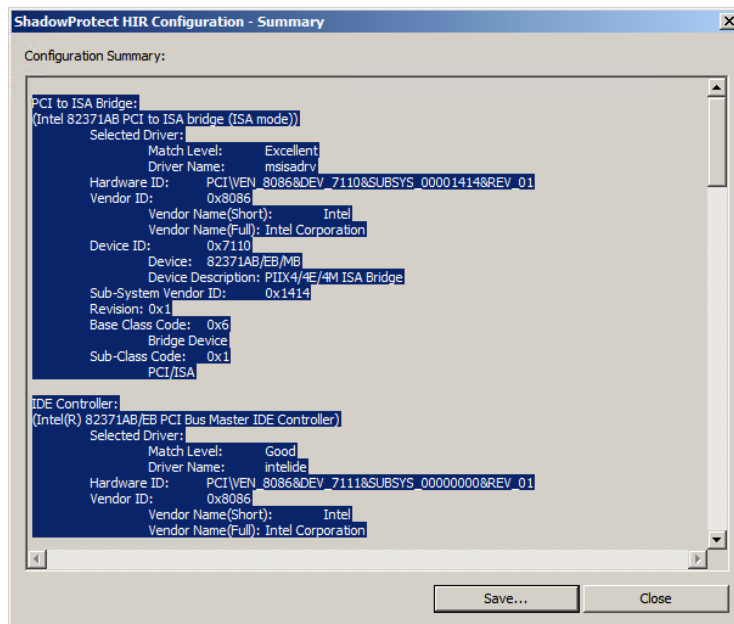 ShadowProtect HIR Configuration - Summary
Configuration Summary:
PCI to ISA Bridge:
(Intel 82371AB PCI to ISA bridge (ISA mode))
Selected Driver:
Match Level: Excellent
Driver Name: msisadrv
Hardware ID: PCI\VEN_8086&DEV_7110&SUBSYS_00001414&REV_01
Vendor ID: 0x8086
Vendor Name(Short): Intel
Vendor Name(Full): Intel Corporation
Device ID: 0x7110
Device: 82371AB/EB/MB
Device Description: PIIX4/4E/4M ISA Bridge
Sub-System Vendor ID: 0x1414
Revision: 0x1
Base Class Code: 0x6
Bridge Device
Sub-Class Code: 0x1
PCI/ISA
IDE Controller:
(Intel(R) 82371AB/EB PCI Bus Master IDE Controller)
Selected Driver:
Match Level: Good
Driver Name: intelide
Hardware ID: PCI\VEN_8086&DEV_7111&SUBSYS_00000000&REV_01
Vendor ID: 0x8086
Vendor Name(Short): Intel
Vendor Name(Full): Intel Corporation
Save... Close